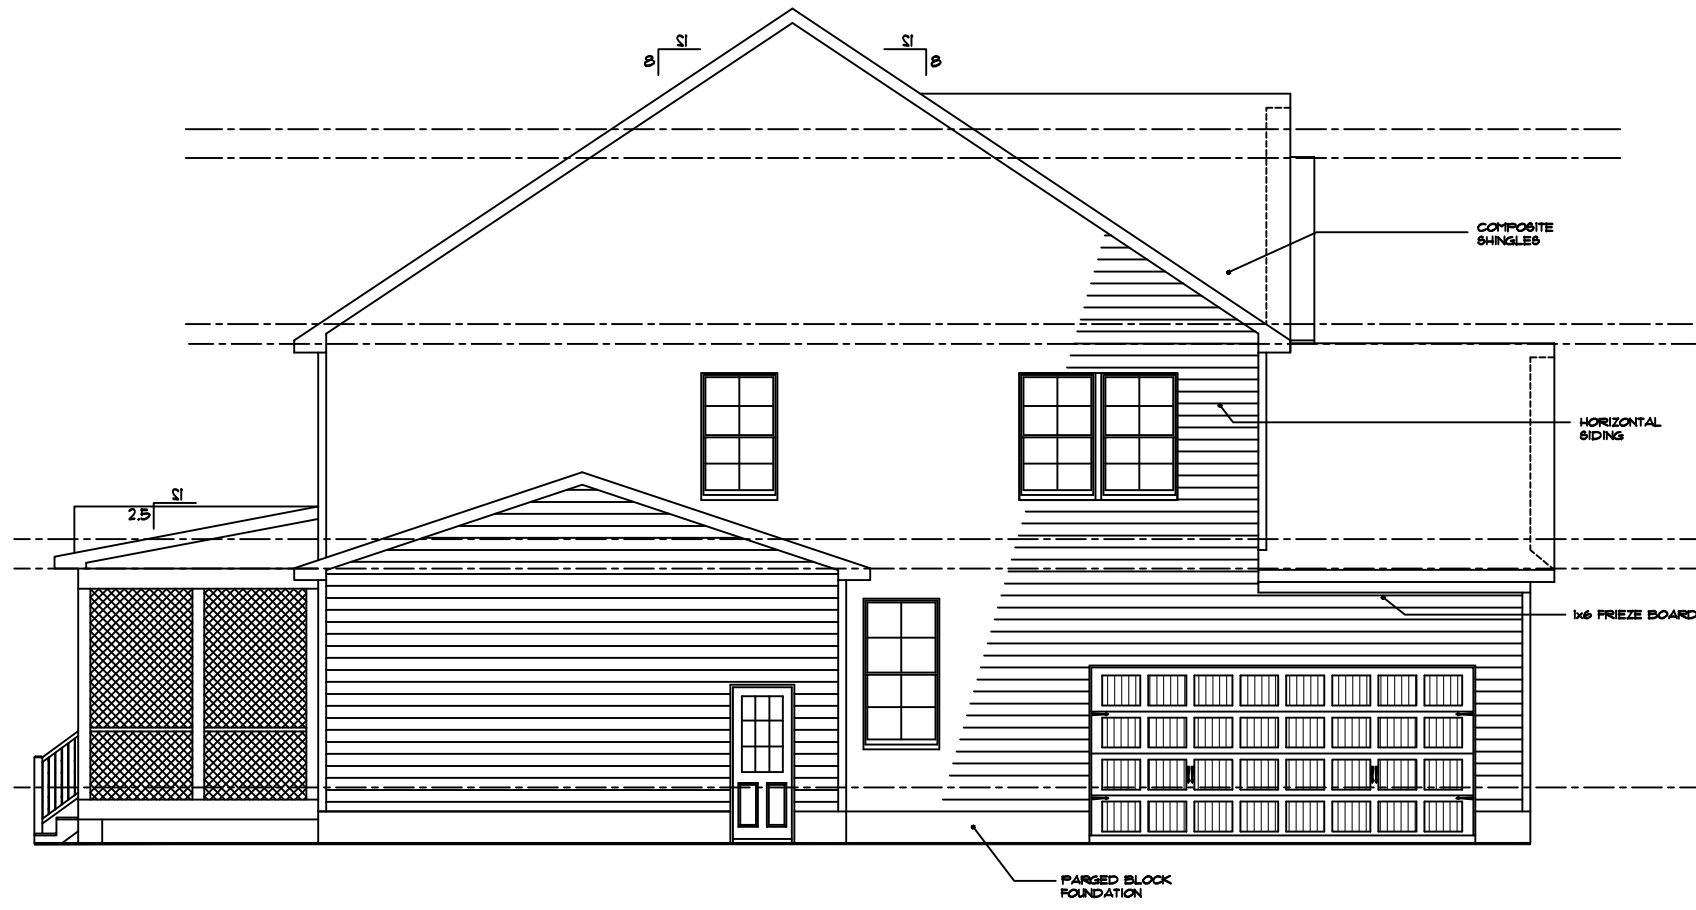 12
8
12
8
COMPOSITE
SHINGLES
HORIZONTAL
SIDING
12
2.5
1x6 FRIEZE BOARD
PARGED BLOCK
FOUNDATION